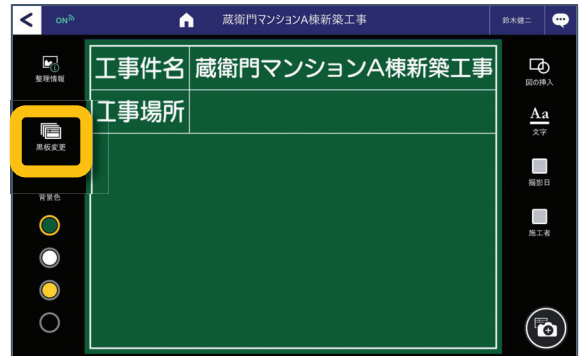 ON
蔵衛門マンションA棟新築工事
鈴木健二
整理情報
黒板変更
背景色
工事件名 蔵衛門マンションA棟新築工事
工事場所
図の挿入
Aa
文字
撮影日
施工者